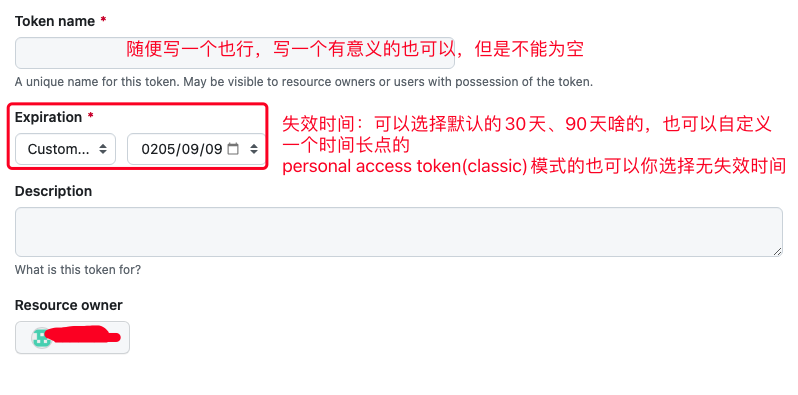 Token name *
随便写一个也行，写一个有意义的也可以，但是不能为空
A unique name for this token. May be visible to resource owners or users with possession of the token.
Expiration *
Custom... 0205/09/09
失效时间：可以选择默认的30天、90天啥的，也可以自定义
一个时间长点的
personal access token(classic)模式的也可以你选择无失效时间
Description
What is this token for?
Resource owner